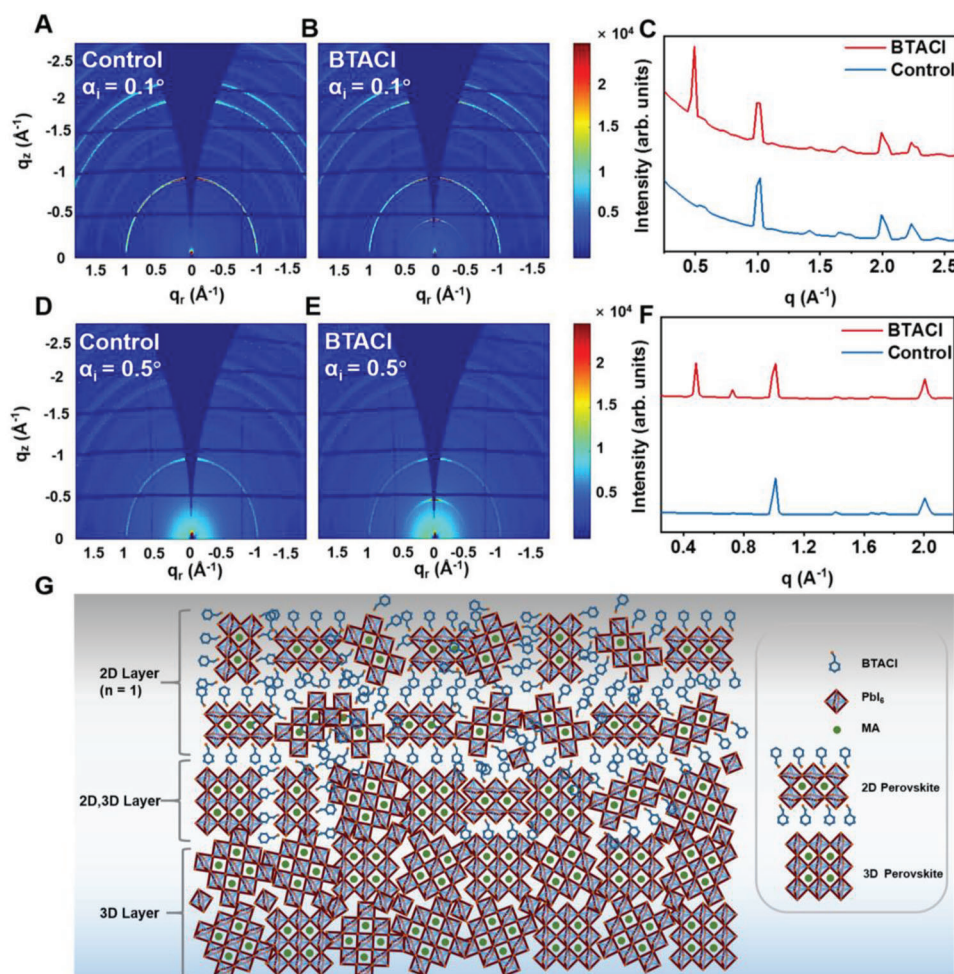 A
Control
αi = 0.1°
B
BTACl
αi = 0.1°
× 10⁴
C
BTACl
Control
-2.5
-2
-1.5
-1
-0.5
0
qz (Å⁻¹)
1.5 1 0.5 0 -0.5 -1 -1.5
qr (Å⁻¹)
1.5 1 0.5 0 -0.5 -1 -1.5
qr (Å⁻¹)
2
1.5
1
0.5
Intensity (arb. units)
0.5 1.0 1.5 2.0 2.5
q (A⁻¹)
D
Control
αi = 0.5°
E
BTACl
αi = 0.5°
× 10⁴
F
BTACl
Control
-2.5
-2
-1.5
-1
-0.5
0
qz (Å⁻¹)
1.5 1 0.5 0 -0.5 -1 -1.5
qr (Å⁻¹)
1.5 1 0.5 0 -0.5 -1 -1.5
qr (Å⁻¹)
2
1.5
1
0.5
Intensity (arb. units)
0.4 0.8 1.2 1.6 2.0
q (A⁻¹)
G
2D Layer
(n = 1)
2D,3D Layer
3D Layer
BTACl
PbI₆
MA
2D Perovskite
3D Perovskite